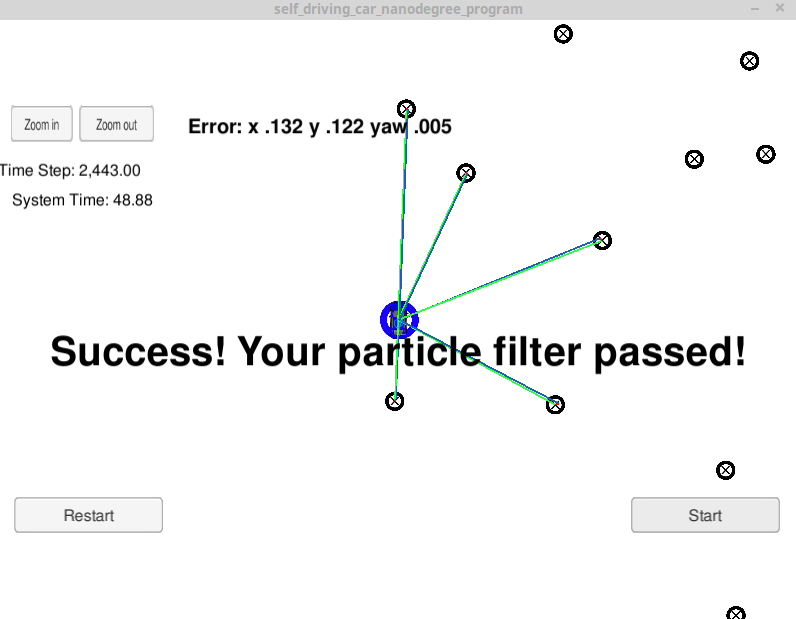 self_driving_car_nanodegree_program
Zoom in
Zoom out
Error: x .132 y .122 yaw .005
Time Step: 2,443.00
System Time: 48.88
Success! Your particle filter passed!
Restart
Start